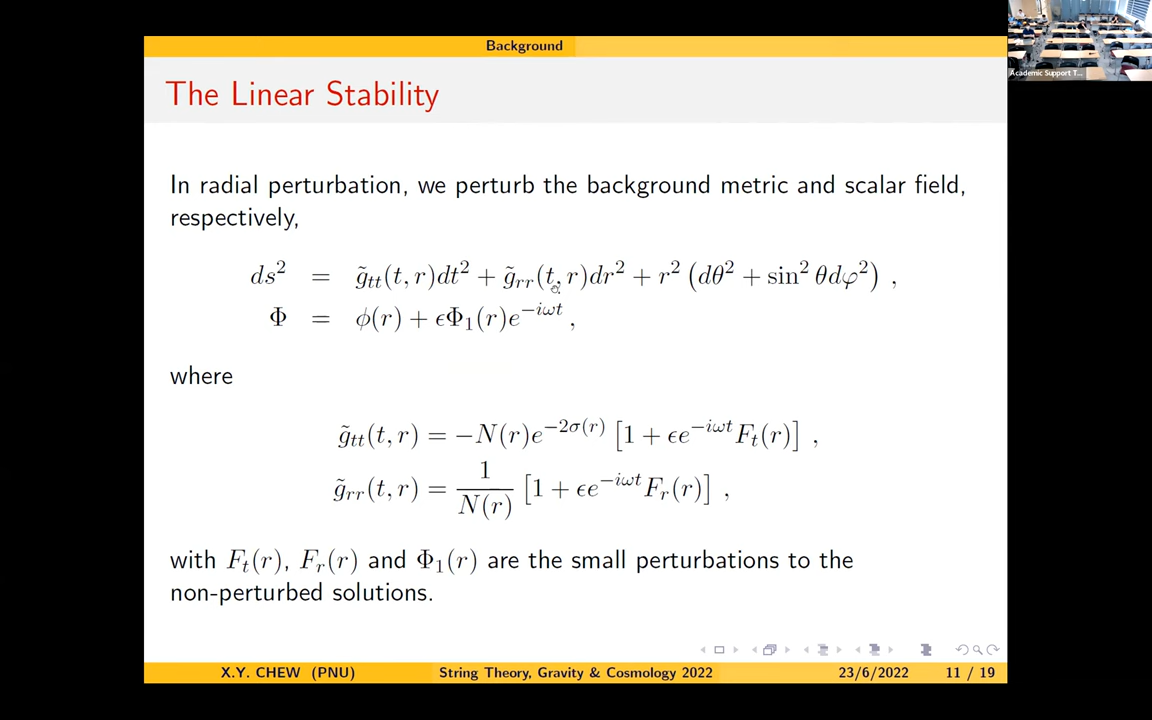 Background
Academic Support T...
The Linear Stability
In radial perturbation, we perturb the background metric and scalar field,
respectively,
ds² = g̃ₜₜ(t, r)dt² + g̃ᵣᵣ(t, r)dr² + r² (dθ² + sin² θdφ²) ,
Φ = ϕ(r) + ϵΦ₁(r)e^{−iωt} ,
where
g̃ₜₜ(t, r) = −N(r)e^{−2σ(r)} [1 + ϵe^{−iωt}Fₜ(r)] ,
g̃ᵣᵣ(t, r) = 1/N(r) [1 + ϵe^{−iωt}Fᵣ(r)] ,
with Fₜ(r), Fᵣ(r) and Φ₁(r) are the small perturbations to the
non-perturbed solutions.
X.Y. CHEW (PNU) String Theory, Gravity & Cosmology 2022 23/6/2022 11 / 19